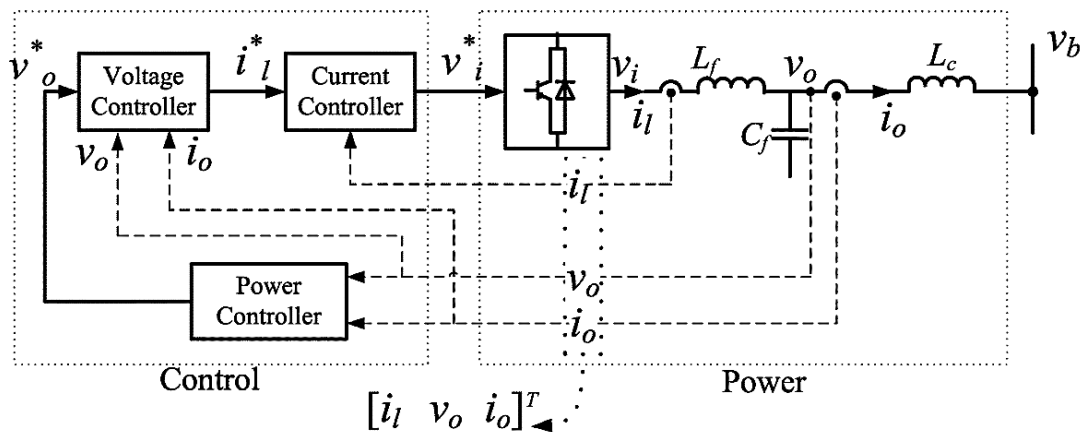 v*o
Voltage
Controller
i*l
Current
Controller
v*i
vi
il
Lf
vo
Cf
io
Lc
vb
vo
io
il
vo
Power
Controller
io
Control
Power
[il vo io]T